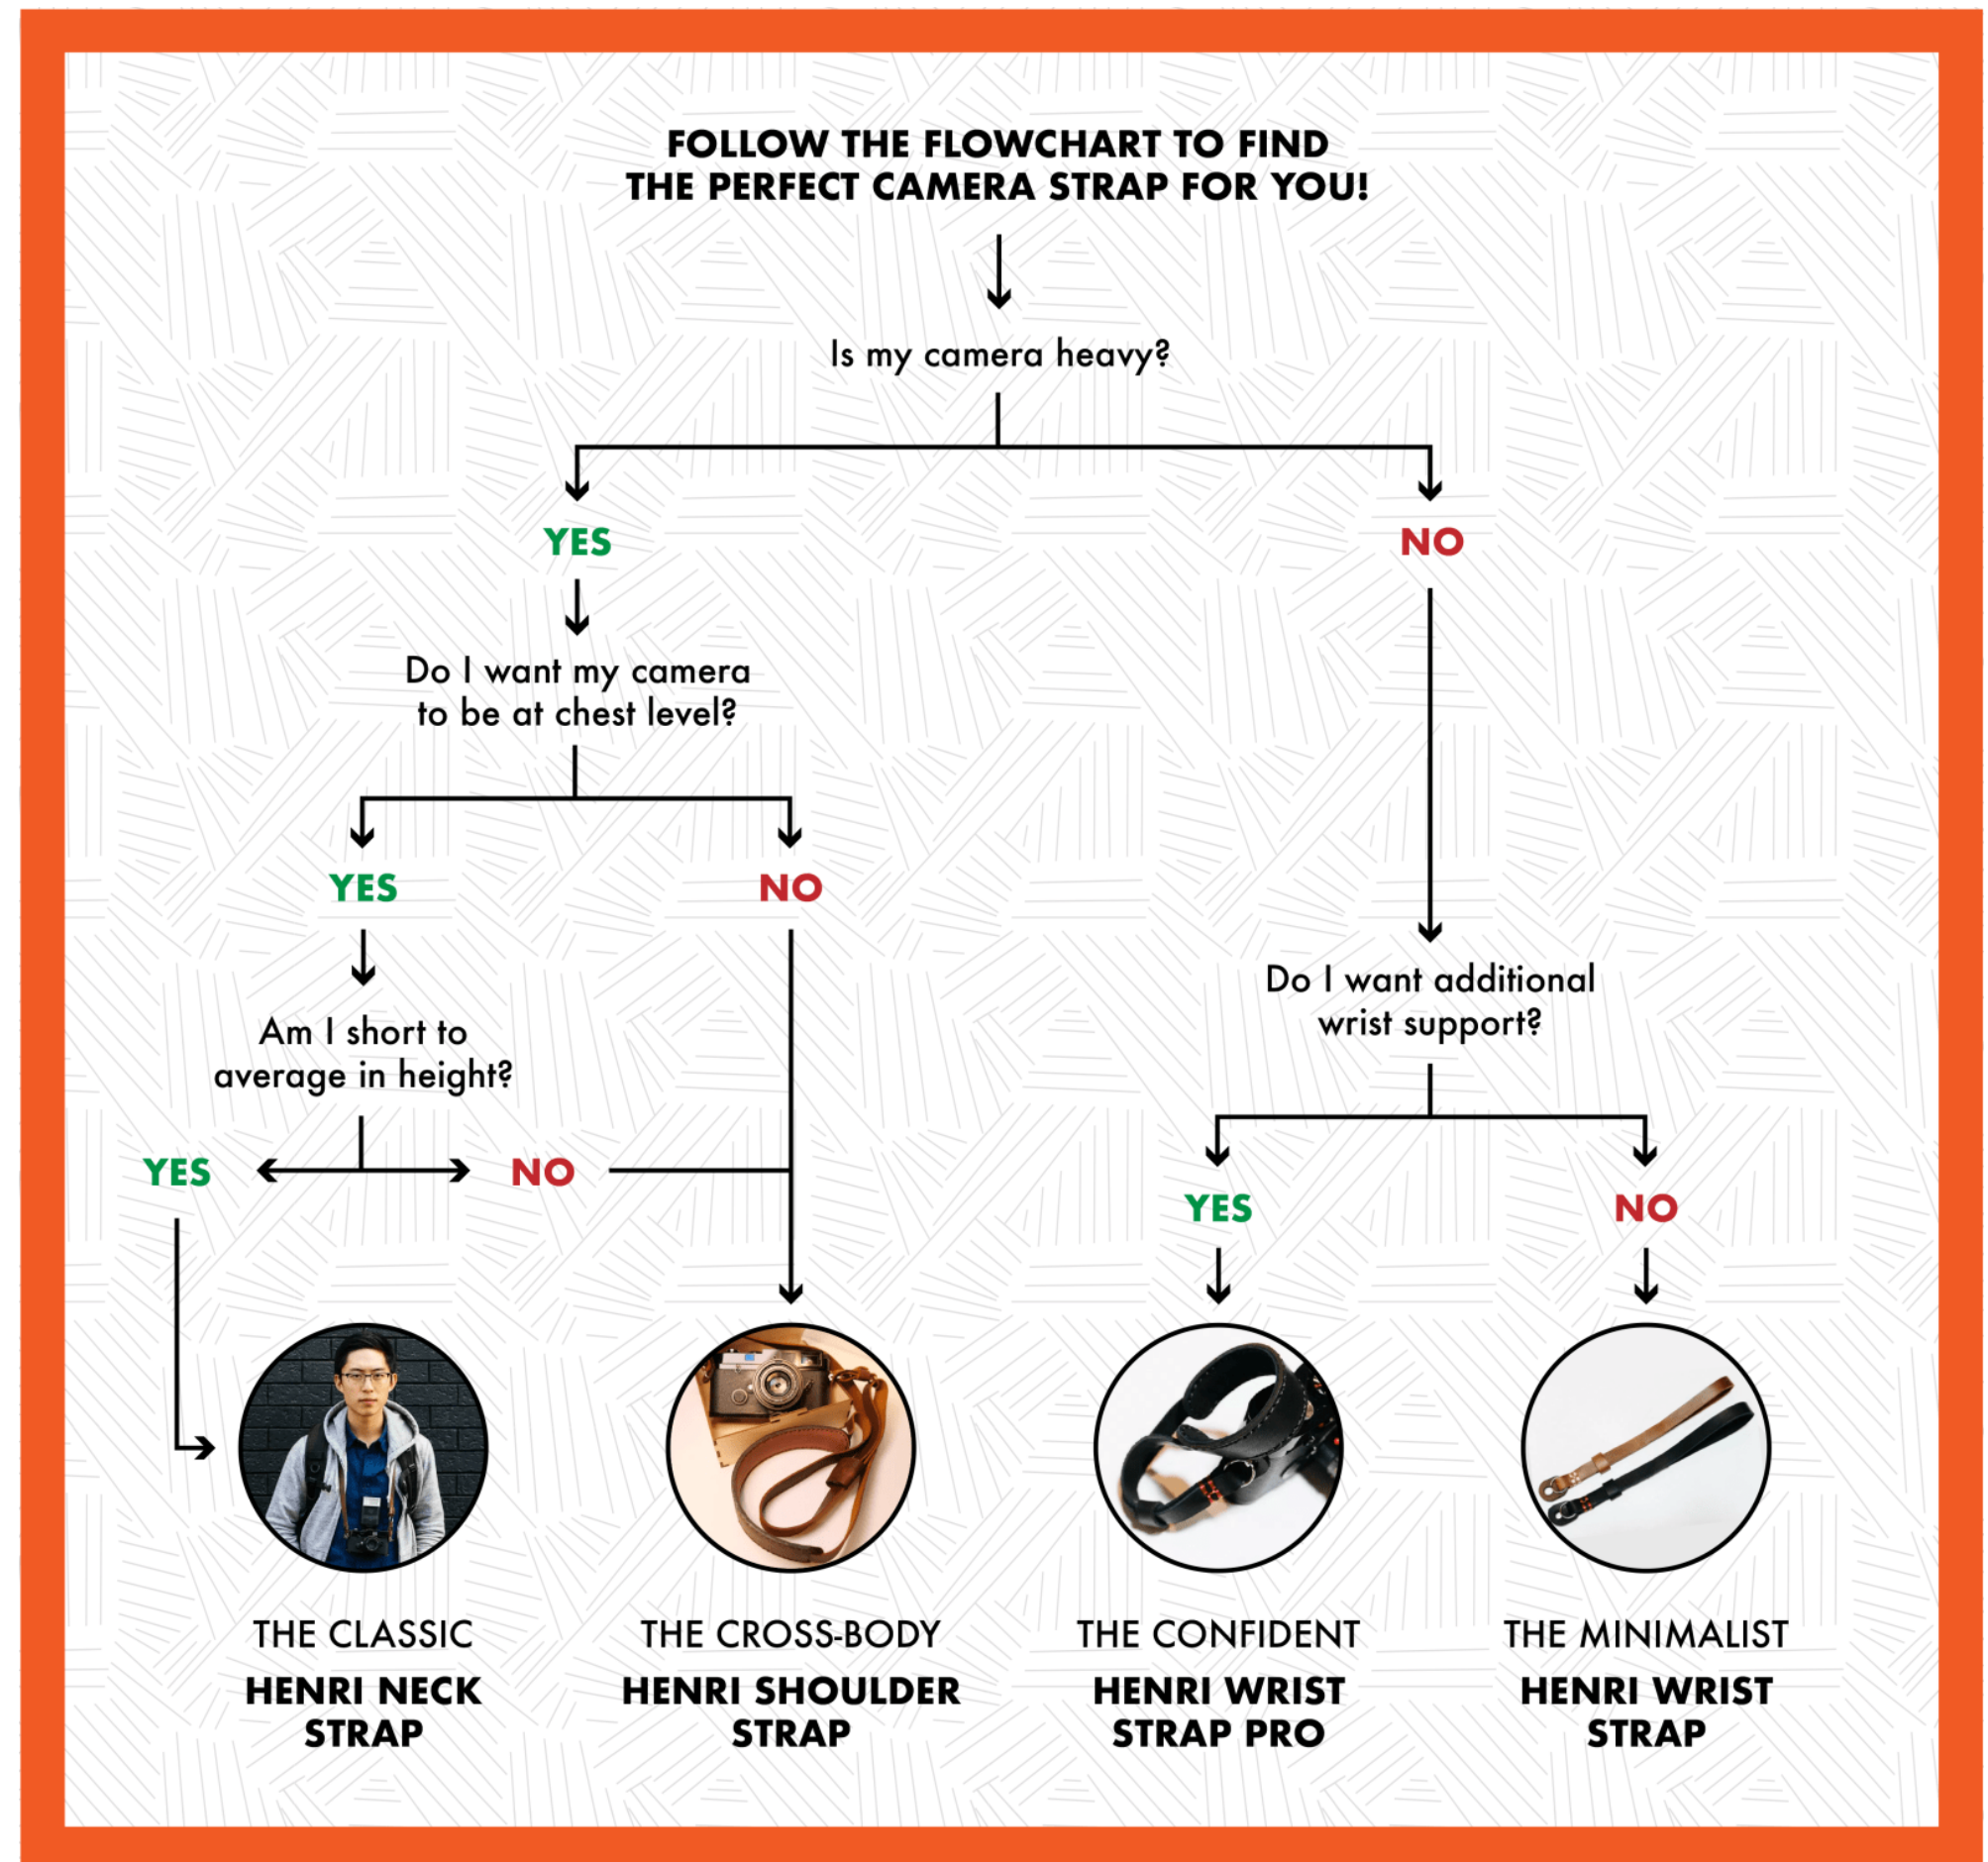 FOLLOW THE FLOWCHART TO FIND
THE PERFECT CAMERA STRAP FOR YOU!
Is my camera heavy?
YES
NO
Do I want my camera
to be at chest level?
YES
NO
Am I short to
average in height?
YES
NO
Do I want additional
wrist support?
YES
NO
THE CLASSIC
HENRI NECK
STRAP
THE CROSS-BODY
HENRI SHOULDER
STRAP
THE CONFIDENT
HENRI WRIST
STRAP PRO
THE MINIMALIST
HENRI WRIST
STRAP